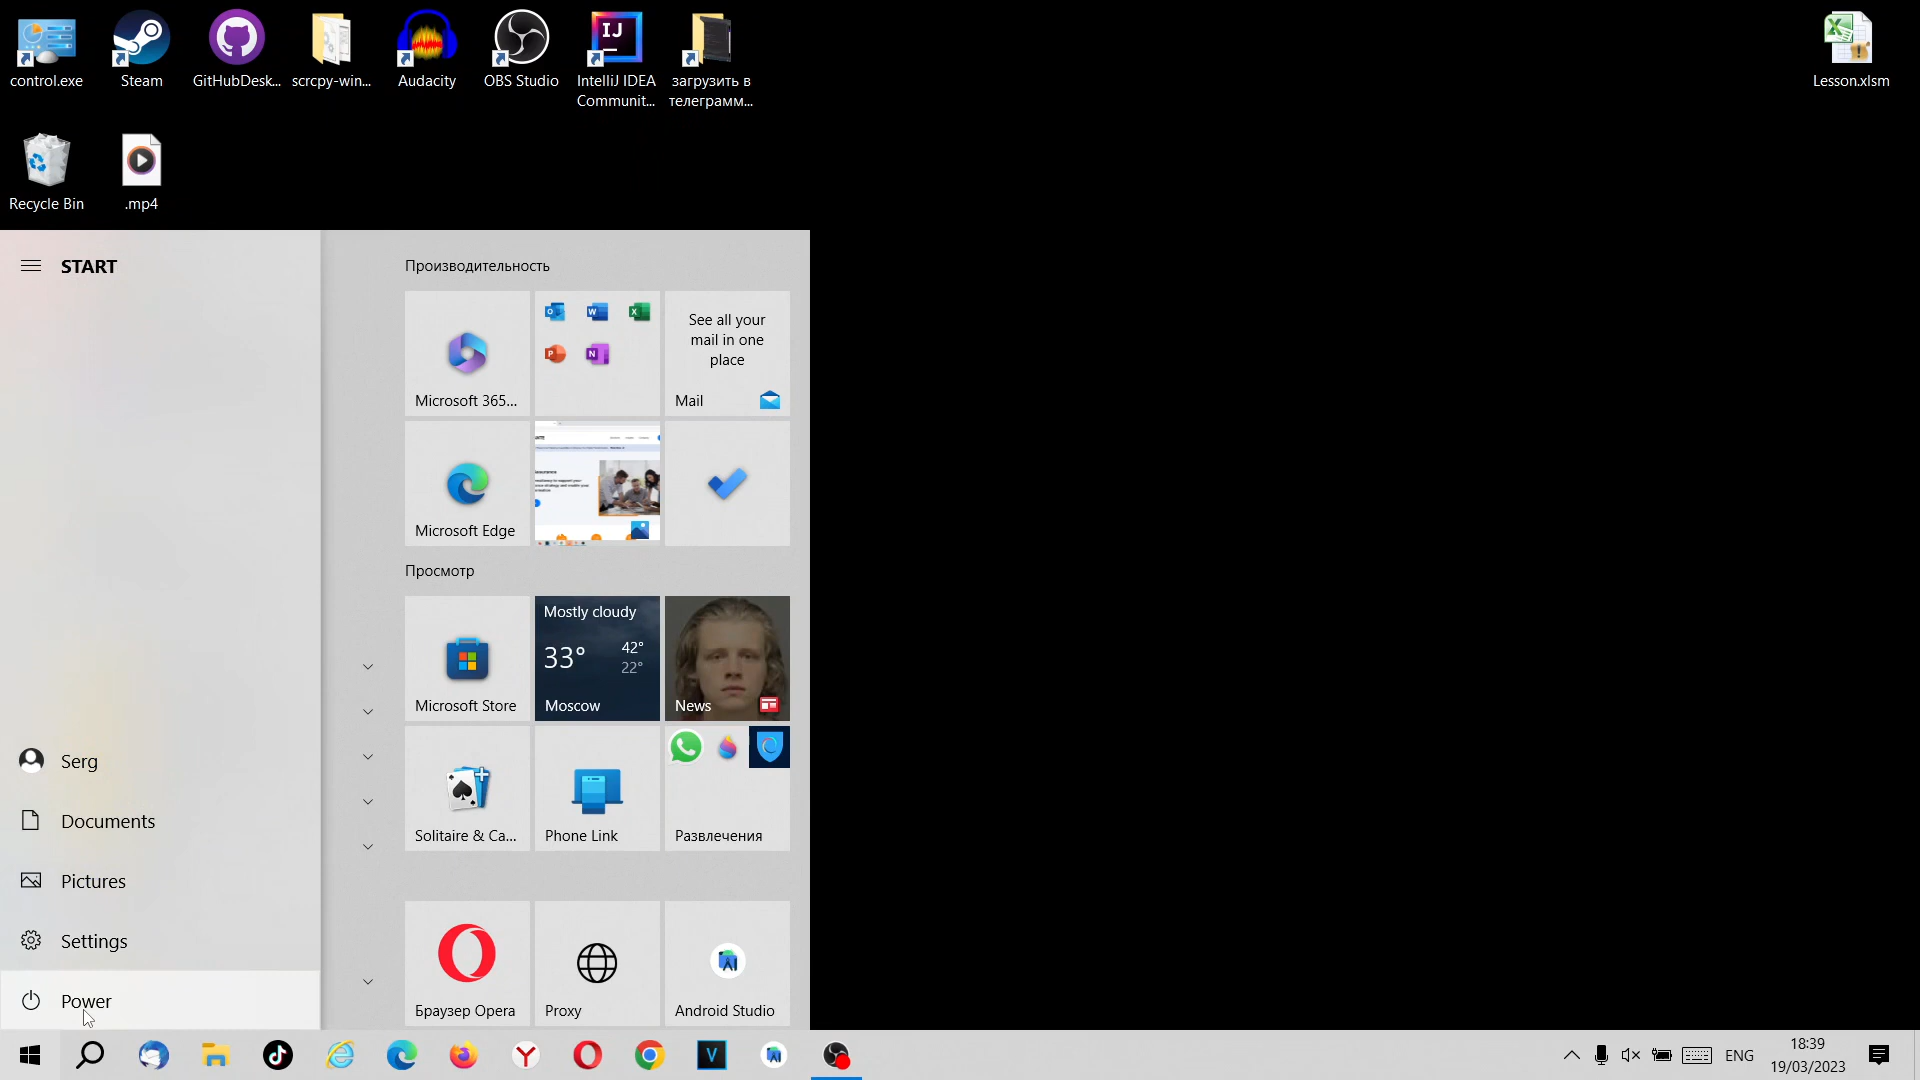 control.exe
Steam
GitHubDesk...
scrcpy-win...
Audacity
OBS Studio
IntelliJ IDEA
Communit...
загрузить в
телеграмм...
Lesson.xlsm
Recycle Bin
.mp4
START
Производительность
Microsoft 365...
See all your
mail in one
place
Mail
Microsoft Edge
Просмотр
Microsoft Store
Mostly cloudy
33°
42°
22°
Moscow
News
Solitaire & Ca...
Phone Link
Развлечения
Браузер Opera
Proxy
Android Studio
Serg
Documents
Pictures
Settings
Power
ENG
18:39
19/03/2023